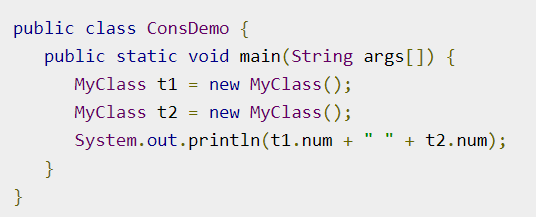 public class ConsDemo {
public static void main(String args[]) {
MyClass t1 = new MyClass();
MyClass t2 = new MyClass();
System.out.println(t1.num + " " + t2.num);
}
}